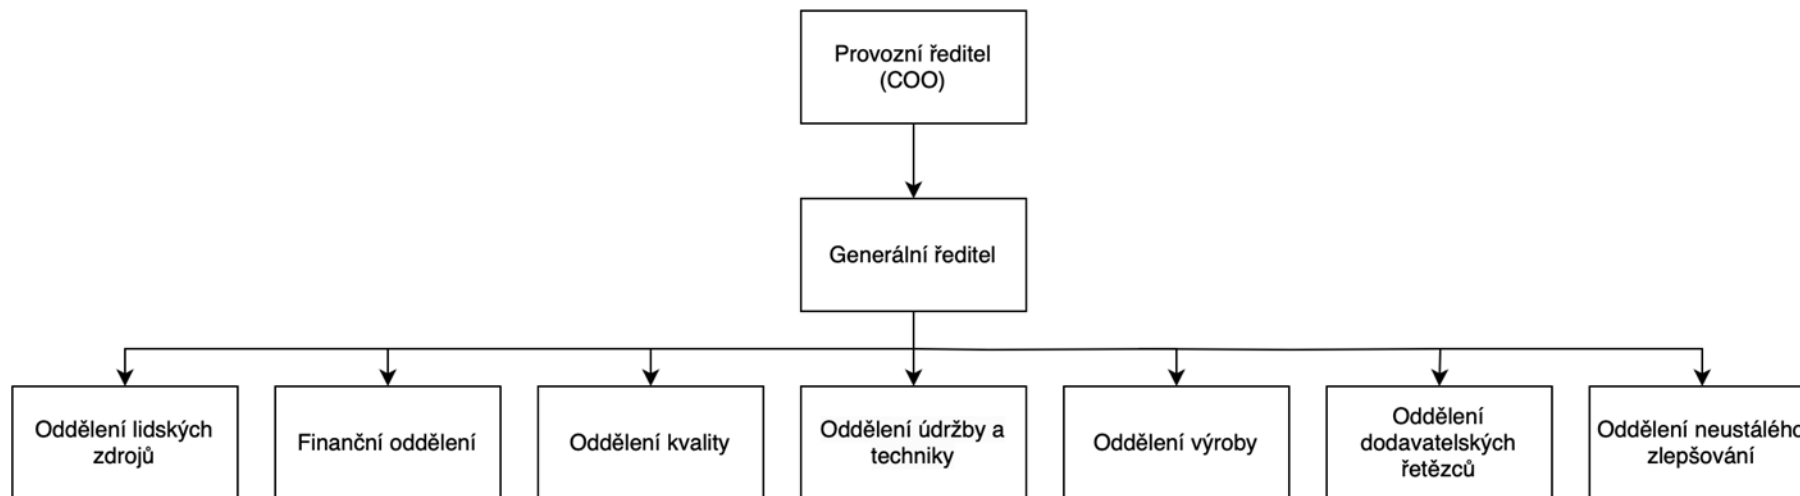 Provozní ředitel
(COO)
Generální ředitel
Oddělení lidských
zdrojů
Finanční oddělení
Oddělení kvality
Oddělení údržby a
techniky
Oddělení výroby
Oddělení
dodavatelských
řetězců
Oddělení neustálého
zlepšování